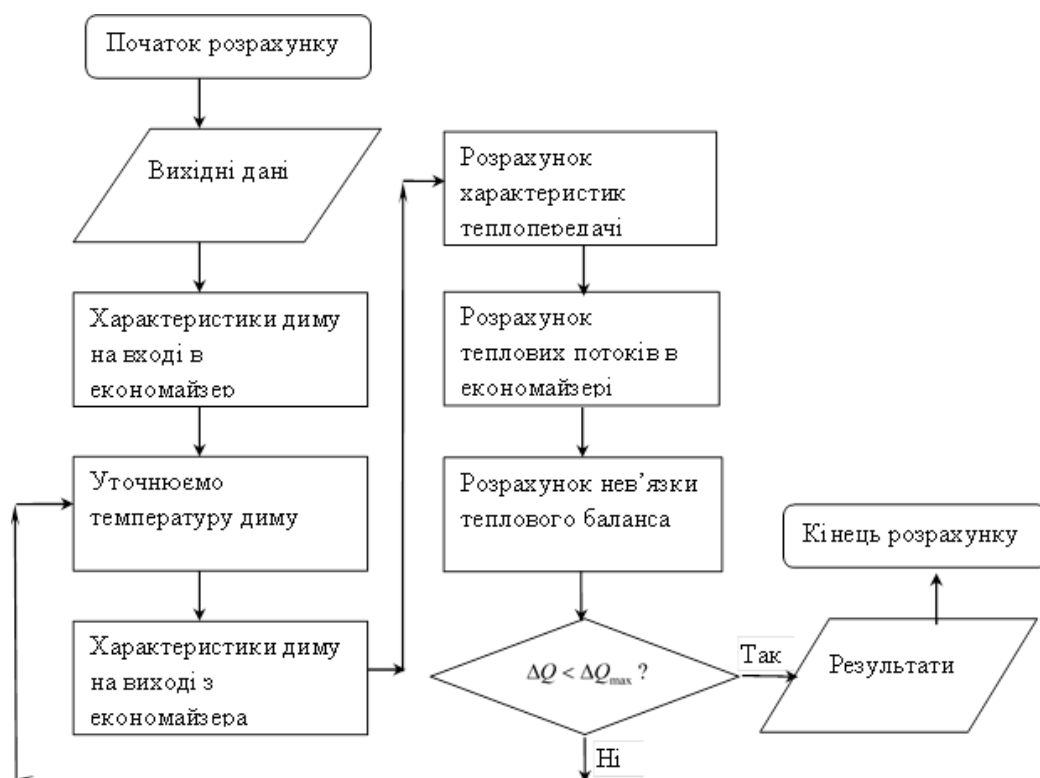 Початок розрахунку
Вихідні дані
Характеристики диму
на вході в
економайзер
Уточнюємо
температуру диму
Характеристики диму
на виході з
економайзера
Розрахунок
характеристик
теплопередачі
Розрахунок
теплових потоків в
економайзері
Розрахунок нев’язки
теплового баланса
ΔQ < ΔQmax ?
Так
Ні
Результати
Кінець розрахунку